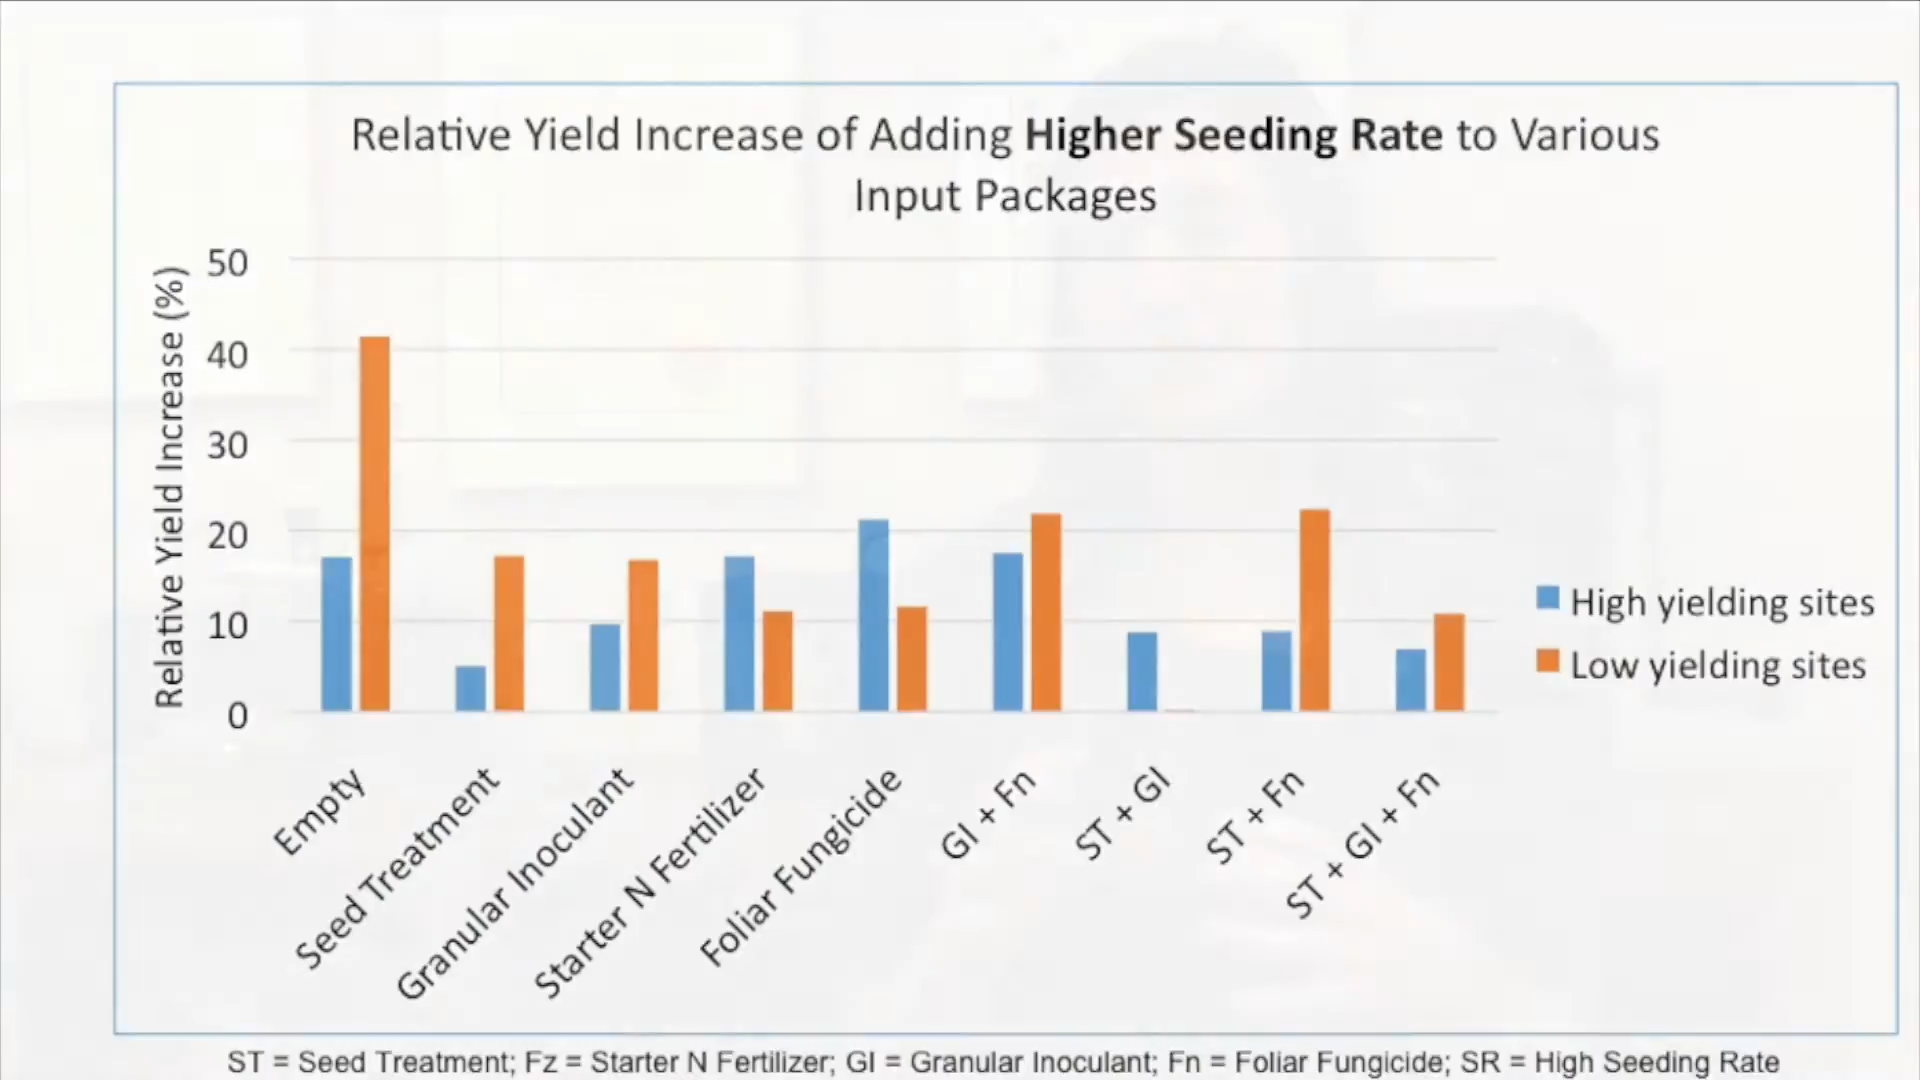 Relative Yield Increase of Adding Higher Seeding Rate to Various
Input Packages
Relative Yield Increase (%)
50
40
30
20
10
0
Empty
Seed Treatment
Granular Inoculant
Starter N Fertilizer
Foliar Fungicide
GI + Fn
ST + GI
ST + Fn
ST + GI + Fn
High yielding sites
Low yielding sites
ST = Seed Treatment; Fz = Starter N Fertilizer; GI = Granular Inoculant; Fn = Foliar Fungicide; SR = High Seeding Rate